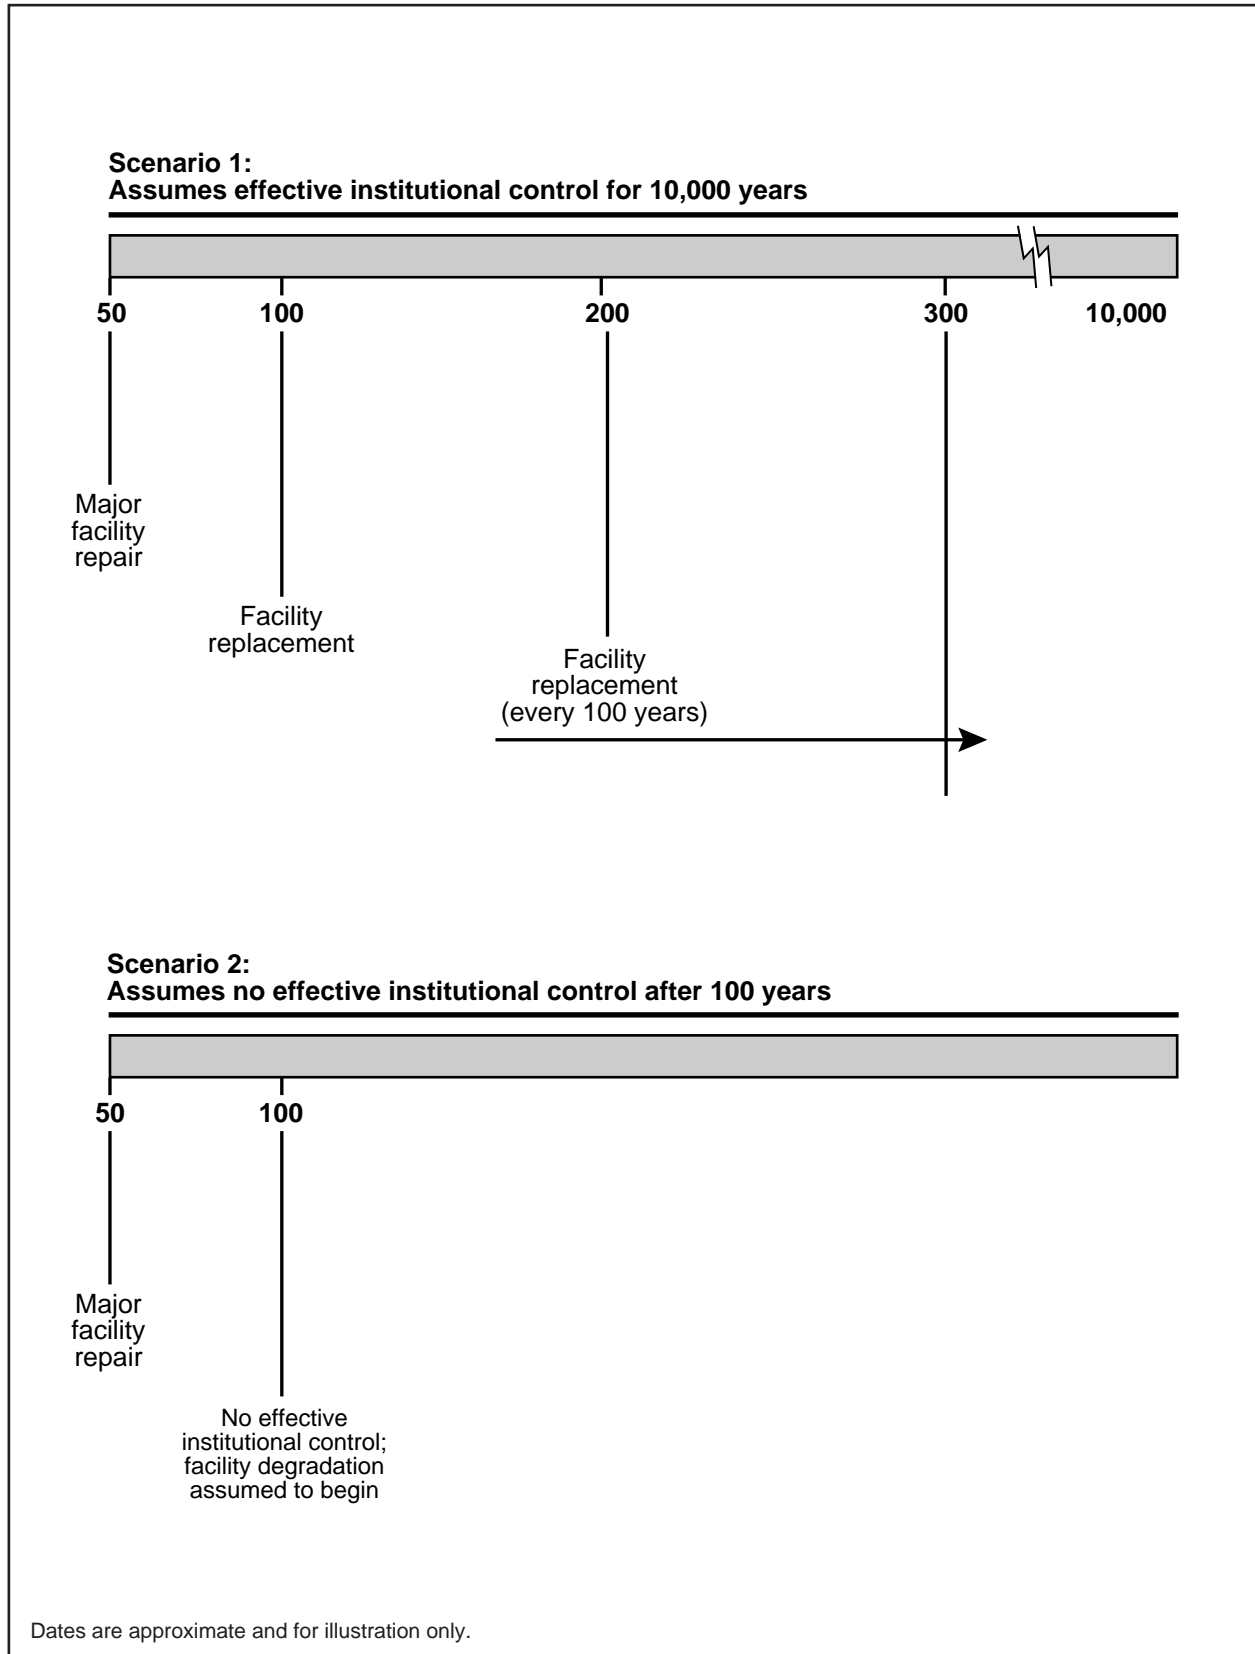 Scenario 1:
Assumes effective institutional control for 10,000 years
50
100
200
300
10,000
Major
facility
repair
Facility
replacement
Facility
replacement
(every 100 years)
Scenario 2:
Assumes no effective institutional control after 100 years
50
100
Major
facility
repair
No effective
institutional control;
facility degradation
assumed to begin
Dates are approximate and for illustration only.